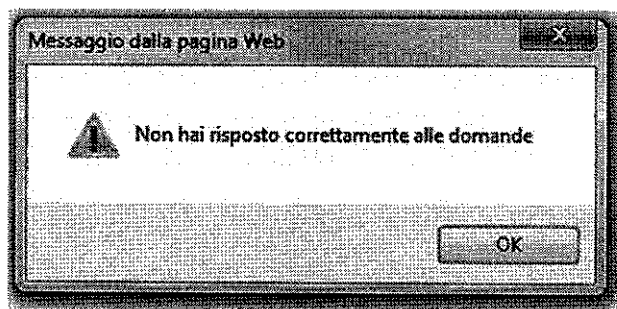 Messaggio dalla pagina Web
Non hai risposto correttamente alle domande
OK